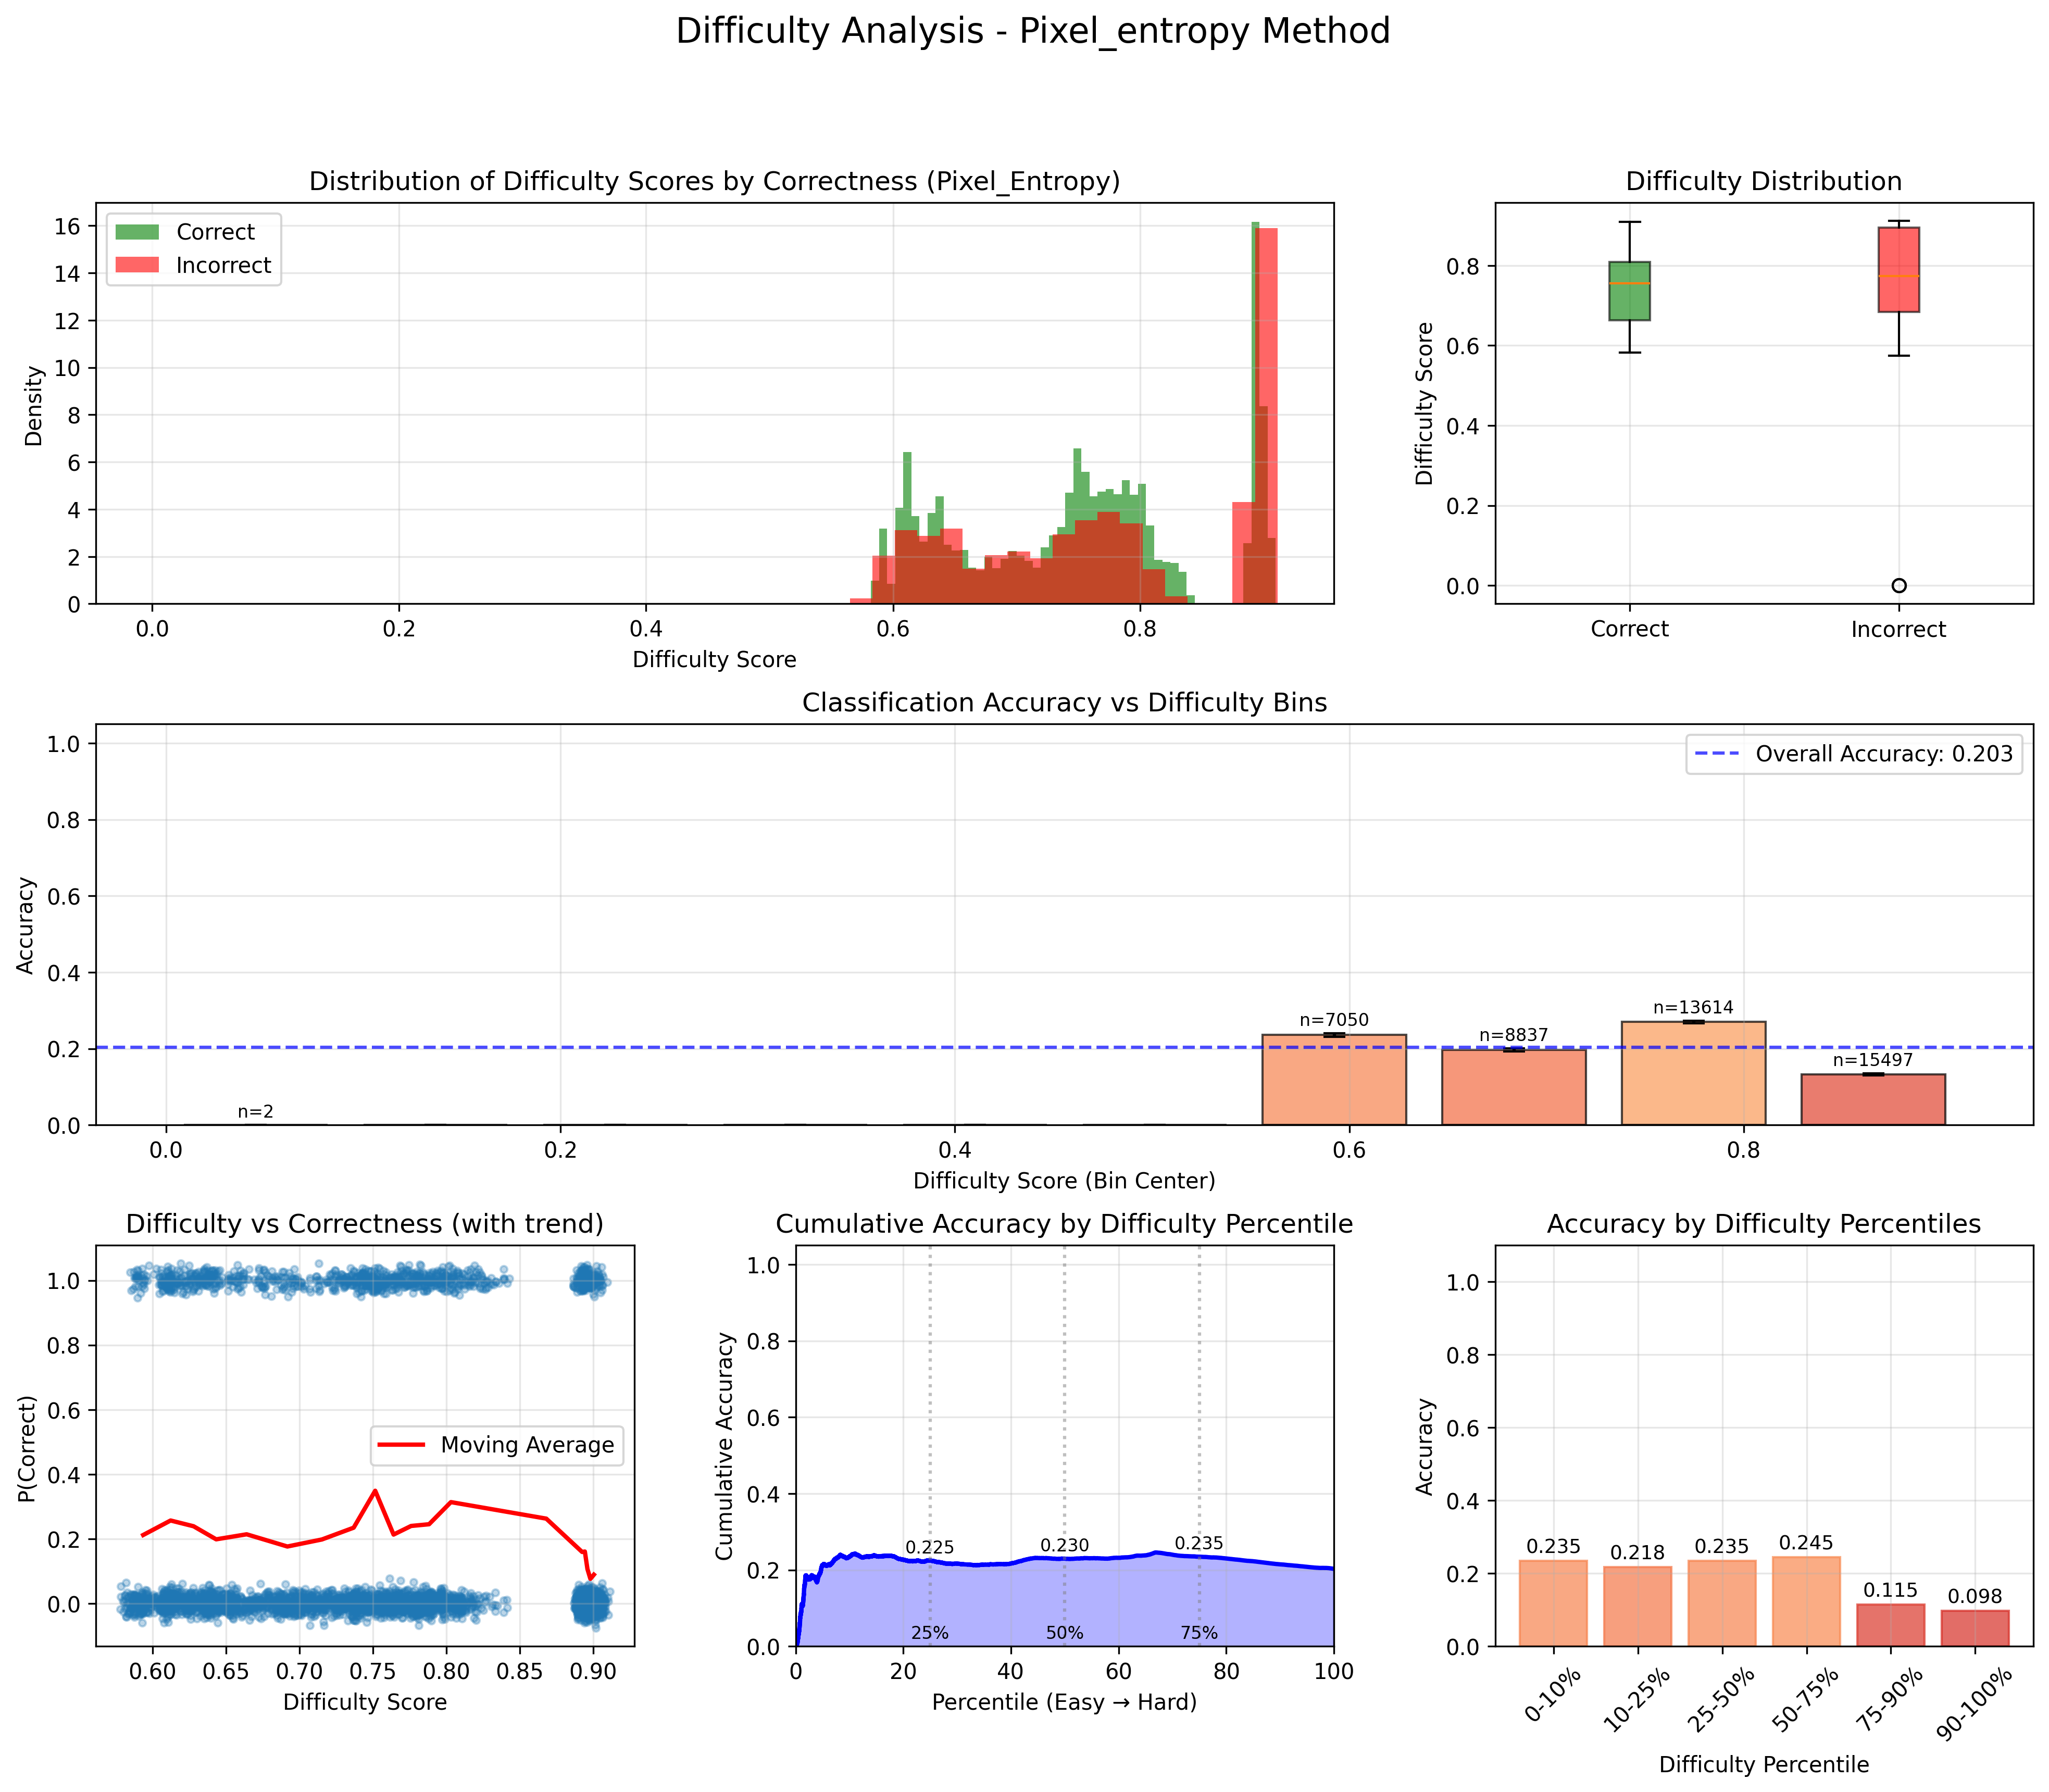 Difficulty Analysis - Pixel_entropy Method
Distribution of Difficulty Scores by Correctness (Pixel_Entropy)
Correct
Incorrect
Density
16
14
12
10
8
6
4
2
0
0.0 0.2 0.4 0.6 0.8
Difficulty Score
Difficulty Distribution
Difficulty Score
0.8
0.6
0.4
0.2
0.0
Correct Incorrect
Classification Accuracy vs Difficulty Bins
Overall Accuracy: 0.203
Accuracy
1.0
0.8
0.6
0.4
0.2
0.0
n=2
n=7050
n=8837
n=13614
n=15497
0.0 0.2 0.4 0.6 0.8
Difficulty Score (Bin Center)
Difficulty vs Correctness (with trend)
P(Correct)
1.0
0.8
0.6
0.4
0.2
0.0
Moving Average
0.60 0.65 0.70 0.75 0.80 0.85 0.90
Difficulty Score
Cumulative Accuracy by Difficulty Percentile
Cumulative Accuracy
1.0
0.8
0.6
0.4
0.2
0.0
0.225 0.230 0.235
25% 50% 75%
0 20 40 60 80 100
Percentile (Easy → Hard)
Accuracy by Difficulty Percentiles
Accuracy
1.0
0.8
0.6
0.4
0.2
0.0
0.235 0.218 0.235 0.245 0.115 0.098
0-10% 10-25% 25-50% 50-75% 75-90% 90-100%
Difficulty Percentile